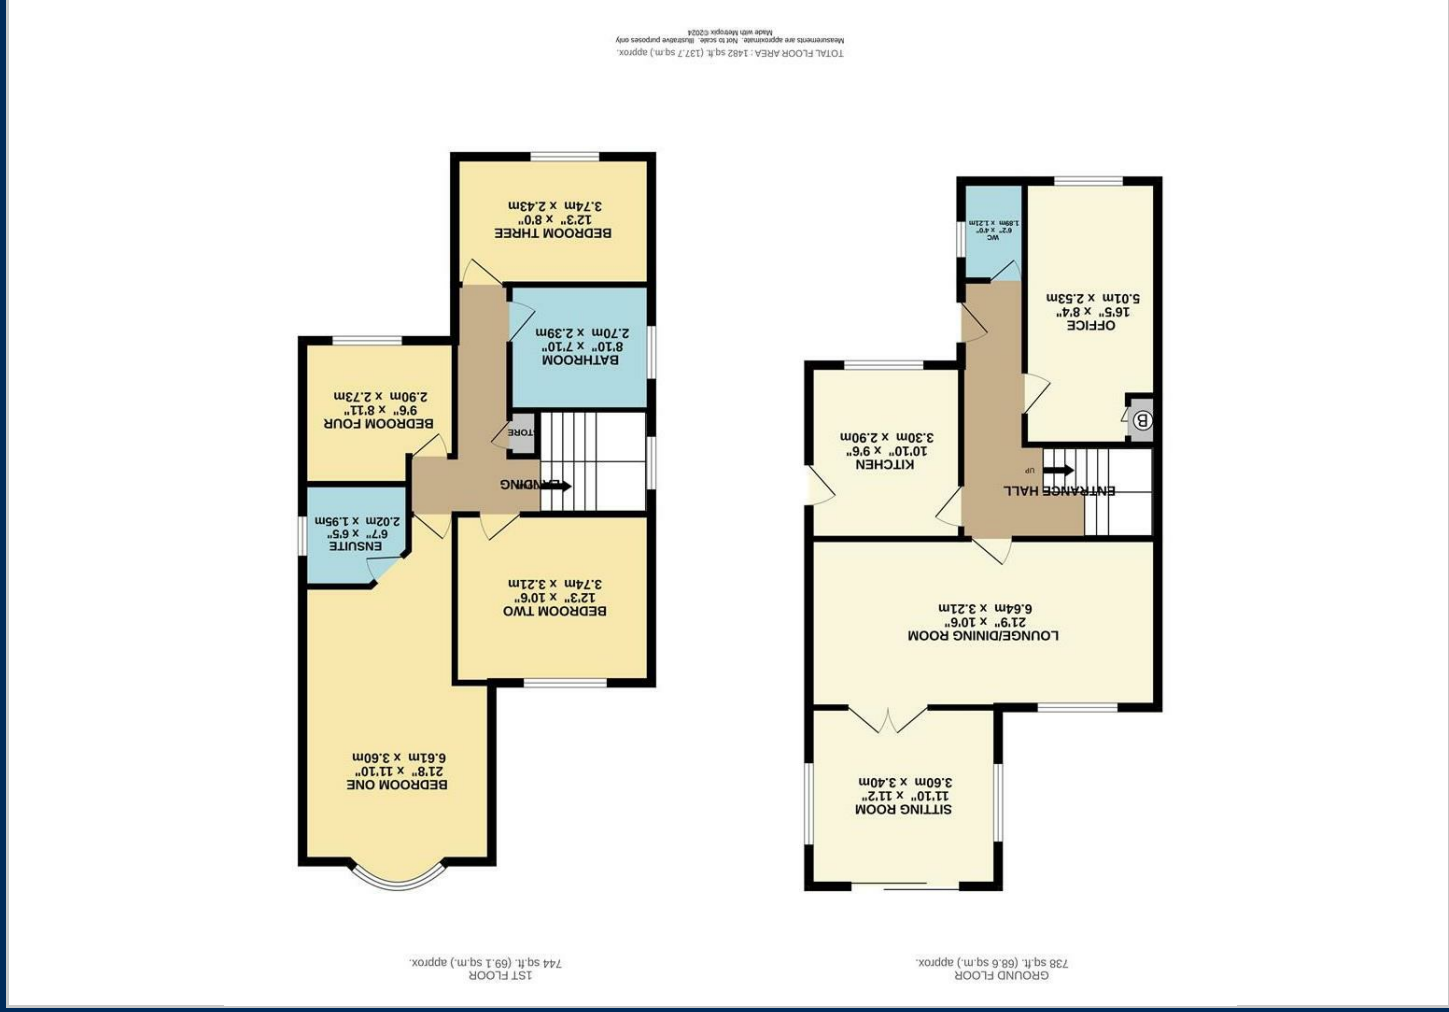 GROUND FLOOR
738 sq.ft. (68.6 sq.m.) approx.
SITTING ROOM
11'10" x 11'2"
3.60m x 3.40m
LOUNGE/DINING ROOM
21'9" x 10'6"
6.64m x 3.21m
ENTRANCE HALL
UP
KITCHEN
10'10" x 9'6"
3.30m x 2.90m
B
OFFICE
16'5" x 8'4"
5.01m x 2.53m
WC
6'2" x 4'0"
1.89m x 1.21m
1ST FLOOR
744 sq.ft. (69.1 sq.m.) approx.
BEDROOM ONE
21'8" x 11'10"
6.61m x 3.60m
BEDROOM TWO
12'3" x 10'6"
3.74m x 3.21m
ENSUITE
6'7" x 6'5"
2.02m x 1.95m
LANDING
STORE
BEDROOM FOUR
9'6" x 8'11"
2.90m x 2.73m
BATHROOM
8'10" x 7'10"
2.70m x 2.39m
BEDROOM THREE
12'3" x 8'0"
3.74m x 2.43m
TOTAL FLOOR AREA : 1482 sq.ft. (137.7 sq.m.) approx.
Measurements are approximate. Not to scale. Illustrative purposes only
Made with Metropix ©2024